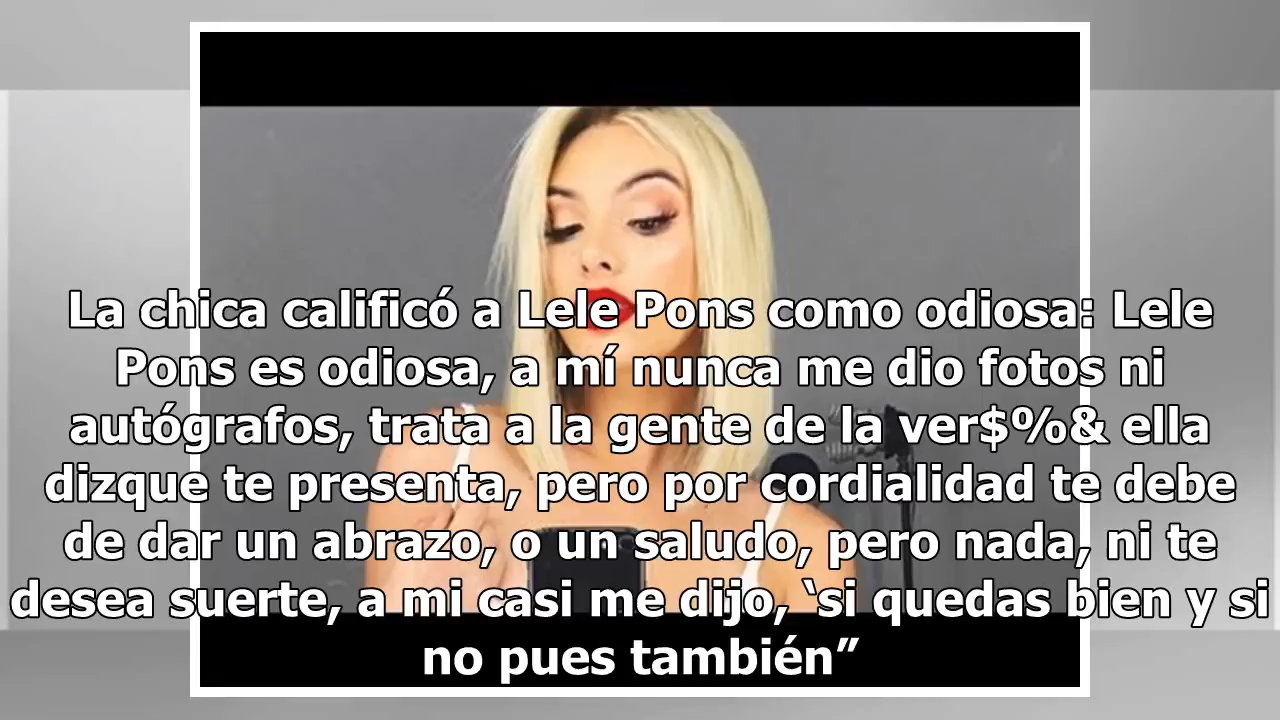 La chica calificó a Lele Pons como odiosa: Lele
Pons es odiosa, a mí nunca me dio fotos ni
autógrafos, trata a la gente de la ver$%& ella
dizque te presenta, pero por cordialidad te debe
de dar un abrazo, o un saludo, pero nada, ni te
desea suerte, a mi casi me dijo, ‘si quedas bien y si
no pues también”